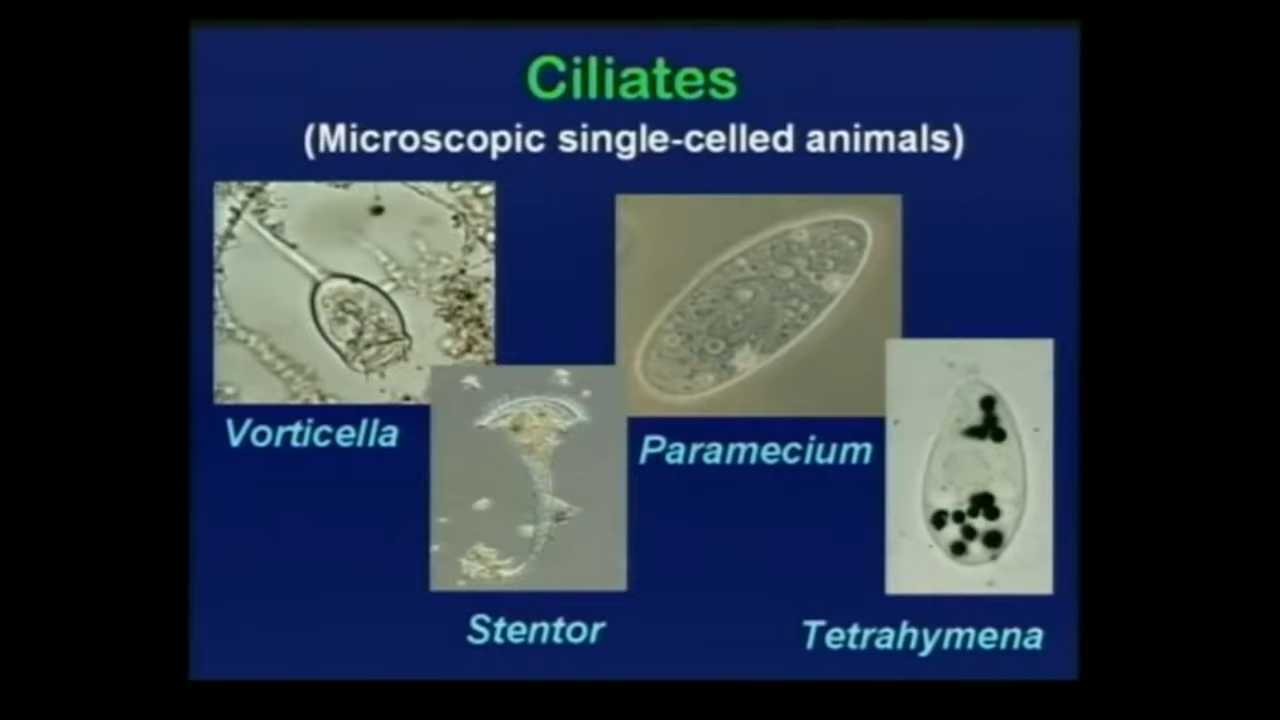 Ciliates
(Microscopic single-celled animals)
Vorticella
Paramecium
Stentor
Tetrahymena